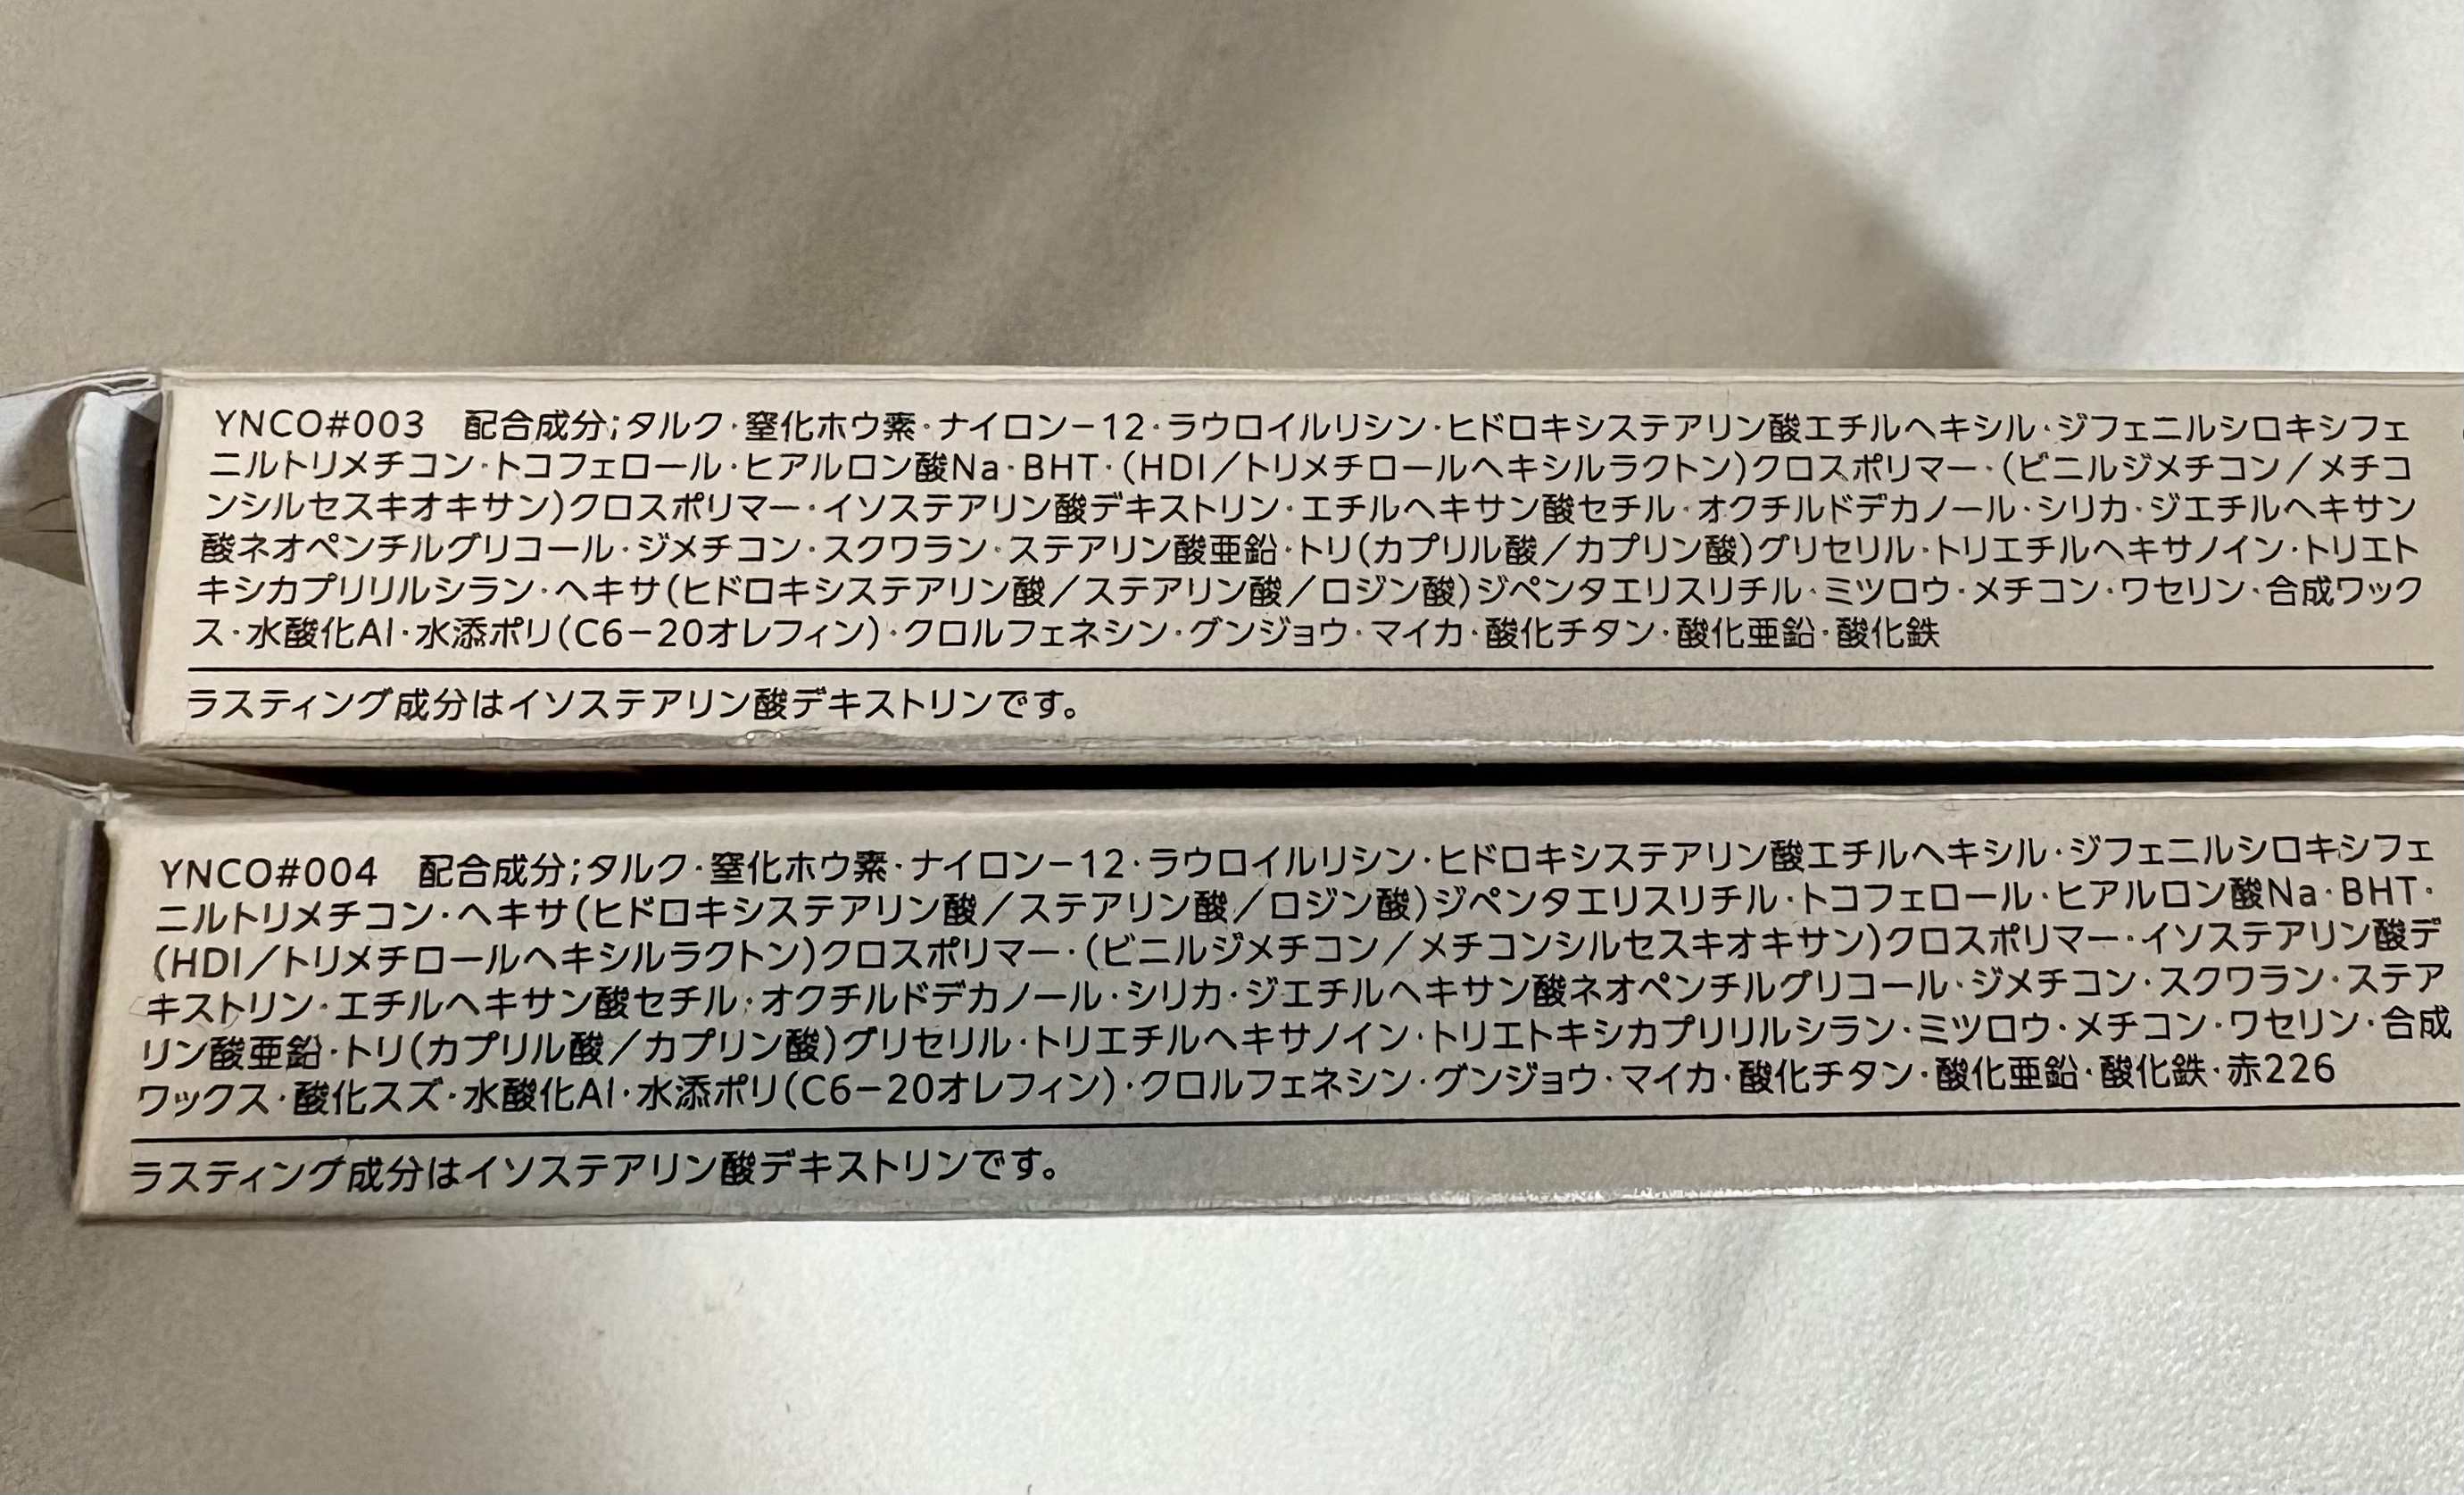 YNCO#003　配合成分;タルク・窒化ホウ素・ナイロン−12・ラウロイルリシン・ヒドロキシステアリン酸エチルヘキシル・ジフェニルシロキシフェ
ニルトリメチコン・トコフェロール・ヒアルロン酸Na・BHT・(HDI／トリメチロールヘキシルラクトン)クロスポリマー・(ビニルジメチコン／メチコ
ンシルセスキオキサン)クロスポリマー・イソステアリン酸デキストリン・エチルヘキサン酸セチル・オクチルドデカノール・シリカ・ジエチルヘキサン
酸ネオペンチルグリコール・ジメチコン・スクワラン・ステアリン酸亜鉛・トリ(カプリル酸／カプリン酸)グリセリル・トリエチルヘキサノイン・トリエト
キシカプリリルシラン・ヘキサ(ヒドロキシステアリン酸／ステアリン酸／ロジン酸)ジペンタエリスリチル・ミツロウ・メチコン・ワセリン・合成ワック
ス・水酸化Al・水添ポリ(C6−20オレフィン)・クロルフェネシン・グンジョウ・マイカ・酸化チタン・酸化亜鉛・酸化鉄
ラスティング成分はイソステアリン酸デキストリンです。
YNCO#004　配合成分;タルク・窒化ホウ素・ナイロン−12・ラウロイルリシン・ヒドロキシステアリン酸エチルヘキシル・ジフェニルシロキシフェ
ニルトリメチコン・ヘキサ(ヒドロキシステアリン酸／ステアリン酸／ロジン酸)ジペンタエリスリチル・トコフェロール・ヒアルロン酸Na・BHT・
(HDI／トリメチロールヘキシルラクトン)クロスポリマー・(ビニルジメチコン／メチコンシルセスキオキサン)クロスポリマー・イソステアリン酸デ
キストリン・エチルヘキサン酸セチル・オクチルドデカノール・シリカ・ジエチルヘキサン酸ネオペンチルグリコール・ジメチコン・スクワラン・ステア
リン酸亜鉛・トリ(カプリル酸／カプリン酸)グリセリル・トリエチルヘキサノイン・トリエトキシカプリリルシラン・ミツロウ・メチコン・ワセリン・合成
ワックス・酸化スズ・水酸化Al・水添ポリ(C6−20オレフィン)・クロルフェネシン・グンジョウ・マイカ・酸化チタン・酸化亜鉛・酸化鉄・赤226
ラスティング成分はイソステアリン酸デキストリンです。